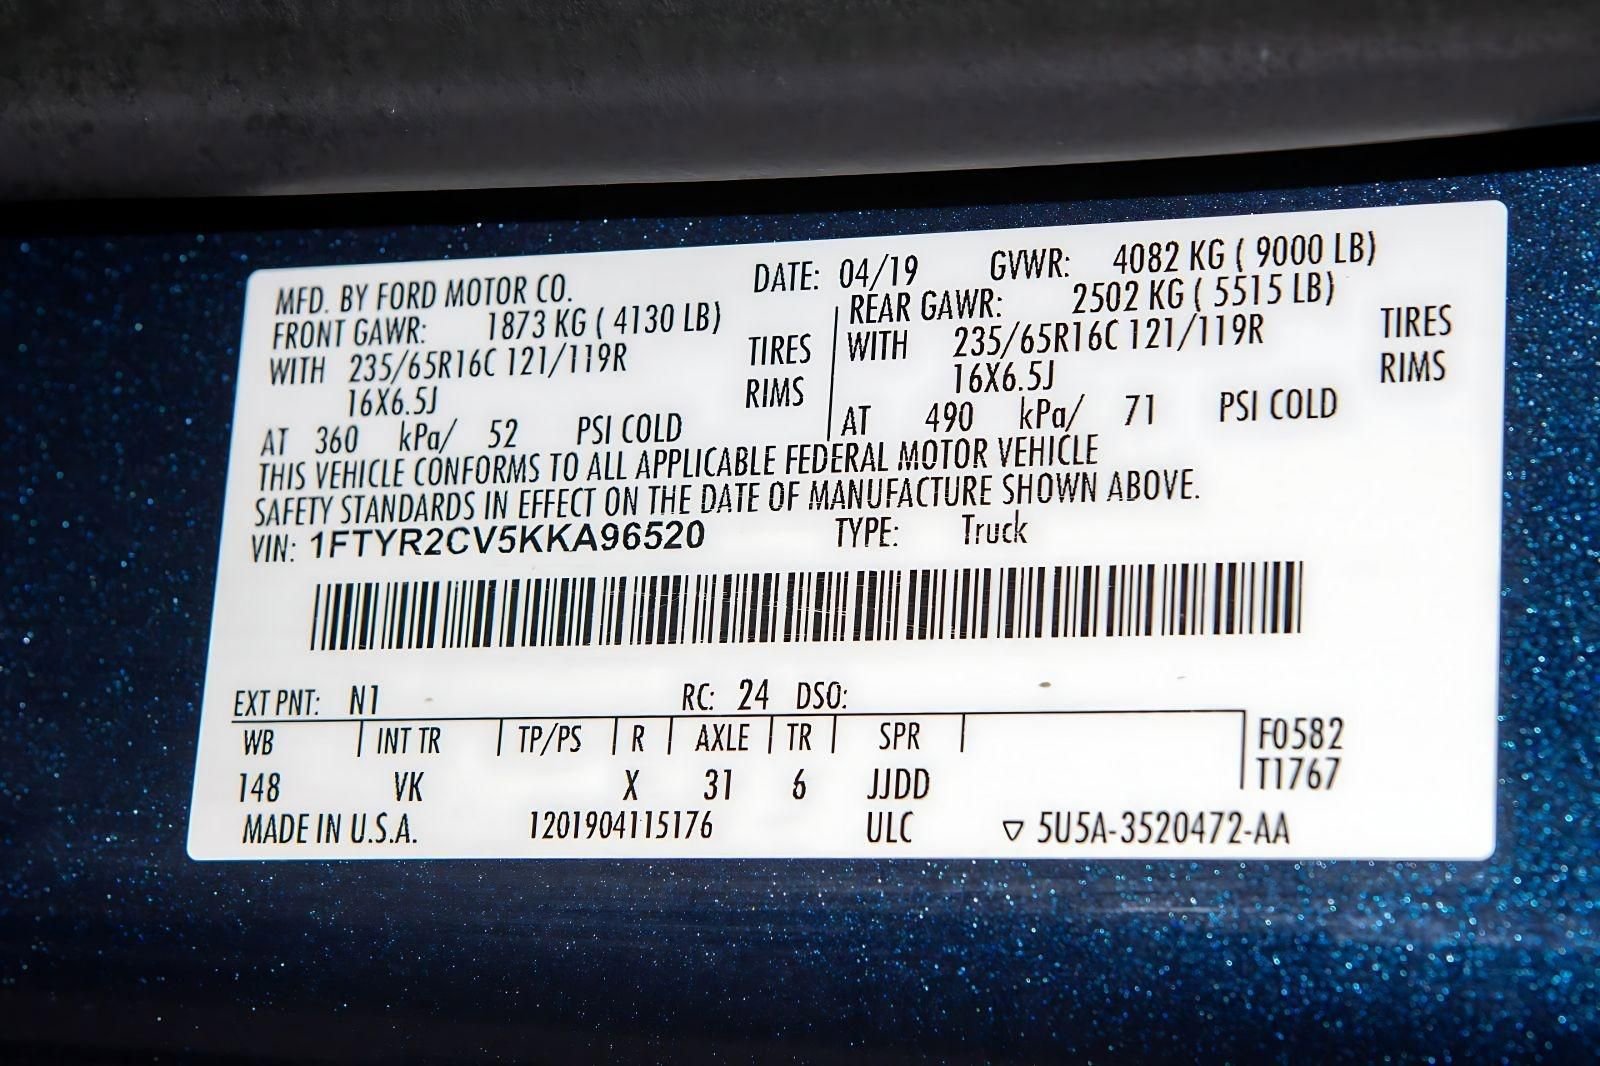 MFD. BY FORD MOTOR CO. DATE: 04/19 GVWR: 4082 KG ( 9000 LB)
FRONT GAWR: 1873 KG ( 4130 LB) REAR GAWR: 2502 KG ( 5515 LB)
WITH 235/65R16C 121/119R TIRES WITH 235/65R16C 121/119R TIRES
16X6.5J RIMS 16X6.5J RIMS
AT 360 kPa/ 52 PSI COLD AT 490 kPa/ 71 PSI COLD
THIS VEHICLE CONFORMS TO ALL APPLICABLE FEDERAL MOTOR VEHICLE
SAFETY STANDARDS IN EFFECT ON THE DATE OF MANUFACTURE SHOWN ABOVE.
VIN: 1FTYR2CV5KKA96520 TYPE: Truck
EXT PNT: N1 RC: 24 DSO:
WB INT TR TP/PS R AXLE TR SPR F0582
148 VK X 31 6 JJDD T1767
MADE IN U.S.A. 1201904115176 ULC ▽ 5U5A-3520472-AA